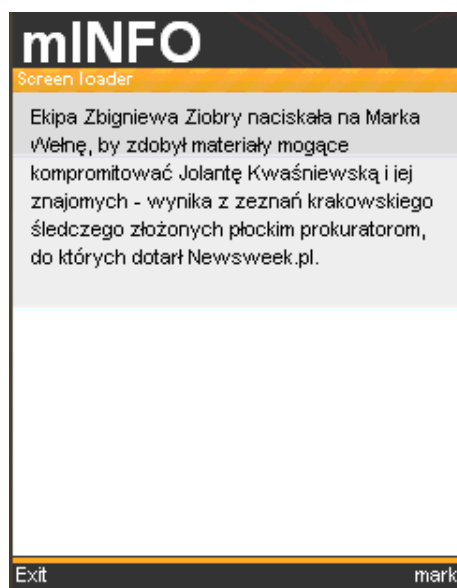 mINFO
Screen loader
Ekipa Zbigniewa Ziobry naciskała na Marka
Wełnę, by zdobył materiały mogące
kompromitować Jolantę Kwaśniewską i jej
znajomych - wynika z zeznań krakowskiego
śledczego złożonych płockim prokuratorom,
do których dotarł Newsweek.pl.
Exit mark